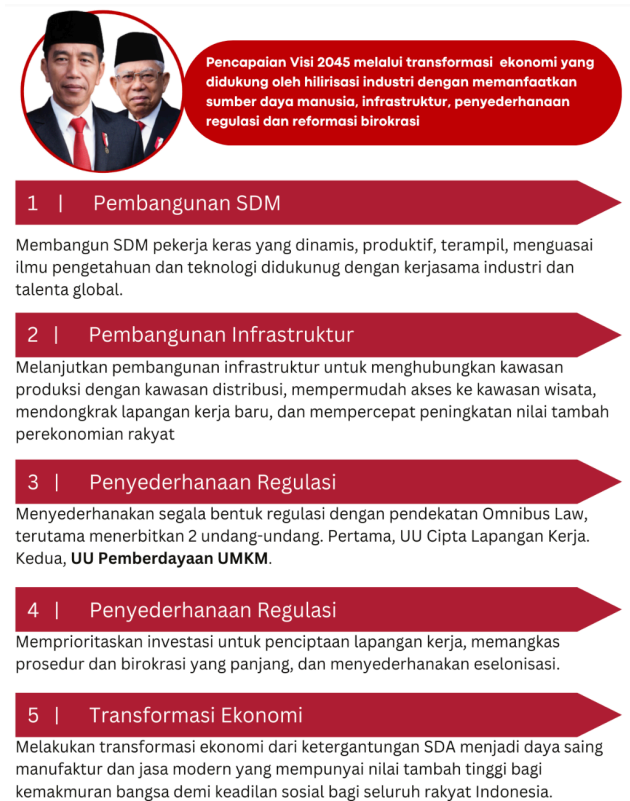 Pencapaian Visi 2045 melalui transformasi ekonomi yang
didukung oleh hilirisasi industri dengan memanfaatkan
sumber daya manusia, infrastruktur, penyederhanaan
regulasi dan reformasi birokrasi
1 | Pembangunan SDM
Membangun SDM pekerja keras yang dinamis, produktif, terampil, menguasai
ilmu pengetahuan dan teknologi didukunug dengan kerjasama industri dan
talenta global.
2 | Pembangunan Infrastruktur
Melanjutkan pembangunan infrastruktur untuk menghubungkan kawasan
produksi dengan kawasan distribusi, mempermudah akses ke kawasan wisata,
mendongkrak lapangan kerja baru, dan mempercepat peningkatan nilai tambah
perekonomian rakyat
3 | Penyederhanaan Regulasi
Menyederhanakan segala bentuk regulasi dengan pendekatan Omnibus Law,
terutama menerbitkan 2 undang-undang. Pertama, UU Cipta Lapangan Kerja.
Kedua, UU Pemberdayaan UMKM.
4 | Penyederhanaan Regulasi
Memprioritaskan investasi untuk penciptaan lapangan kerja, memangkas
prosedur dan birokrasi yang panjang, dan menyederhanakan eselonisasi.
5 | Transformasi Ekonomi
Melakukan transformasi ekonomi dari ketergantungan SDA menjadi daya saing
manufaktur dan jasa modern yang mempunyai nilai tambah tinggi bagi
kemakmuran bangsa demi keadilan sosial bagi seluruh rakyat Indonesia.